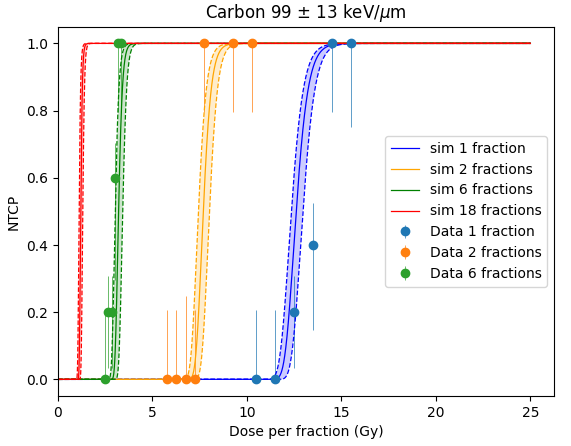 Carbon 99 ± 13 keV/μm
NTCP
1.0
0.8
0.6
0.4
0.2
0.0
sim 1 fraction
sim 2 fractions
sim 6 fractions
sim 18 fractions
Data 1 fraction
Data 2 fractions
Data 6 fractions
0 5 10 15 20 25
Dose per fraction (Gy)